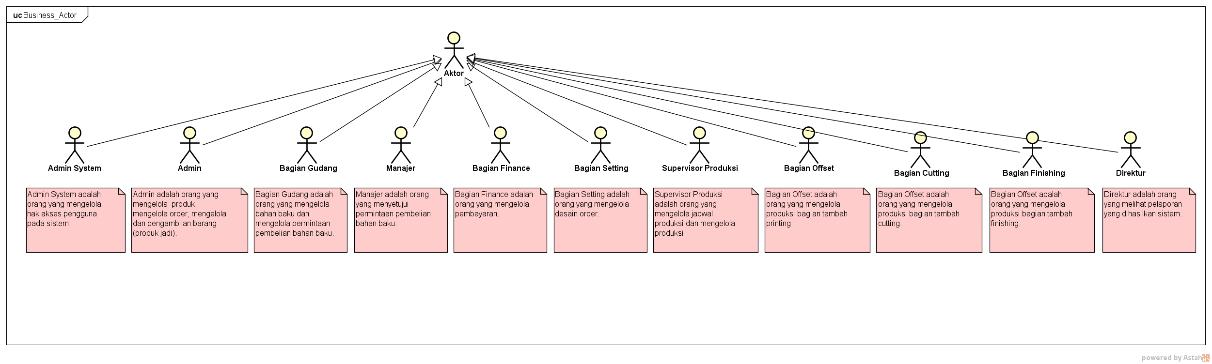 uc Business_Actor
Aktor
Admin System
Admin
Bagian Gudang
Manajer
Bagian Finance
Bagian Setting
Supervisor Produksi
Bagian Offset
Bagian Cutting
Bagian Finishing
Direktur
Admin System adalah
orang yang mengelola
hak akses pengguna
pada sistem
Admin adalah orang yang
mengelola produk
mengelola order, mengelola
dan pengambilan barang
(produk jadi).
Bagian Gudang adalah
orang yang mengelola
bahan baku dan
mengelola permintaan
pembelian bahan baku.
Manajer adalah orang
yang menyetujui
permintaan pembelian
bahan baku
Bagian Finance adalan
orang yang mengelola
pembayaran.
Bagian Setting adalah
orang yang mengelola
desain order.
Supervisor Produksi
adalah orang yang
mengelola jadwal
produksi dan mengelola
produksi
Bagian Offset adalah
orang yang mengelola
produksi bagian tambah
printing
Bagian Offset adalah
orang yang mengelola
produksi bagian tambah
cutting
Bagian Offset adalah
orang yang mengelola
produksi bagian tambah
finishing
Direktur adalah orang
yang melihat pelaporan
yang dihasilkan sistem
powered by Astah